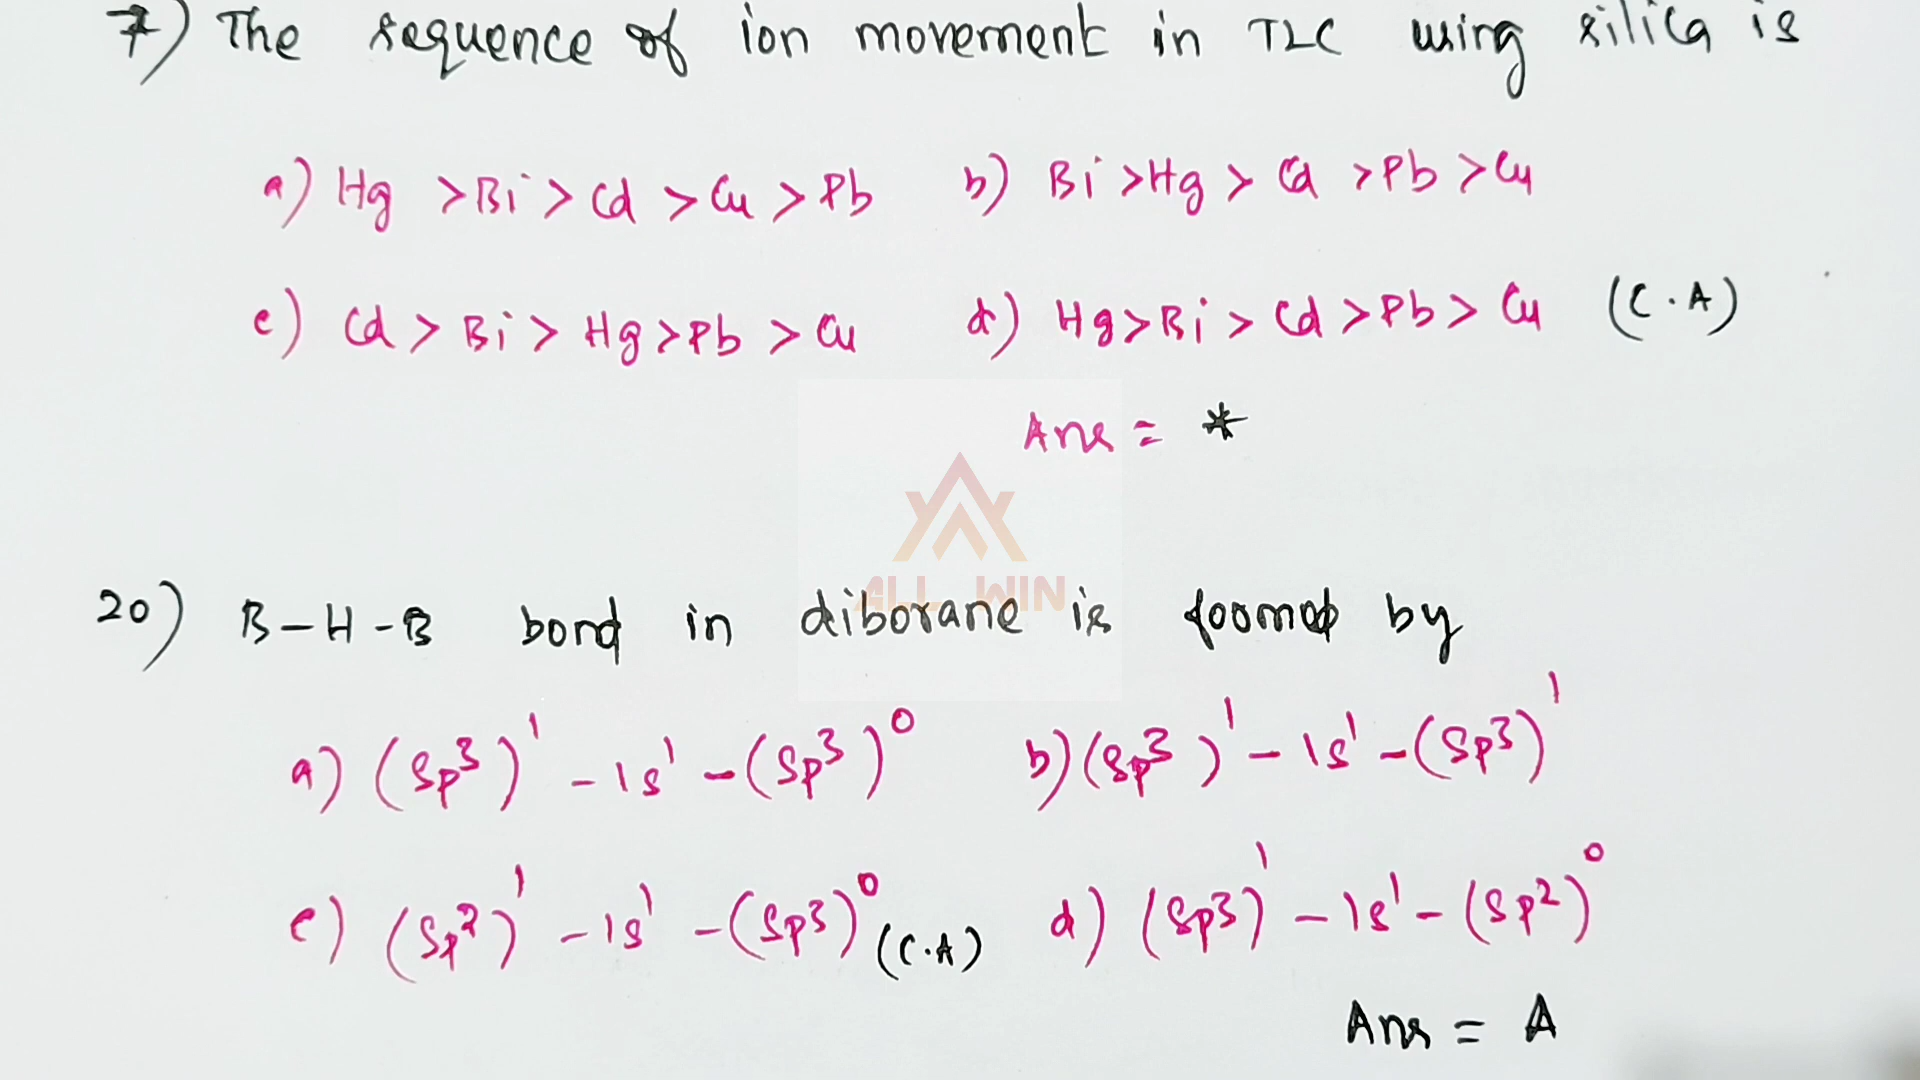 7) The sequence of ion movement in TLC using silica is
a) Hg > Bi > Cd > Cu > Pb b) Bi > Hg > Cd > Pb > Cu
c) Cd > Bi > Hg > Pb > Cu d) Hg > Bi > Cd > Pb > Cu (C.A)
Ans = *
ALL WIN
20) B-H-B bond in diborane is formed by
a) (Sp³)¹ - 1s¹ - (Sp³)⁰ b) (Sp³)¹ - 1s¹ - (Sp³)¹
c) (Sp²)¹ - 1s¹ - (Sp³)⁰ (C.A) d) (Sp³)¹ - 1s¹ - (Sp²)⁰
Ans = A